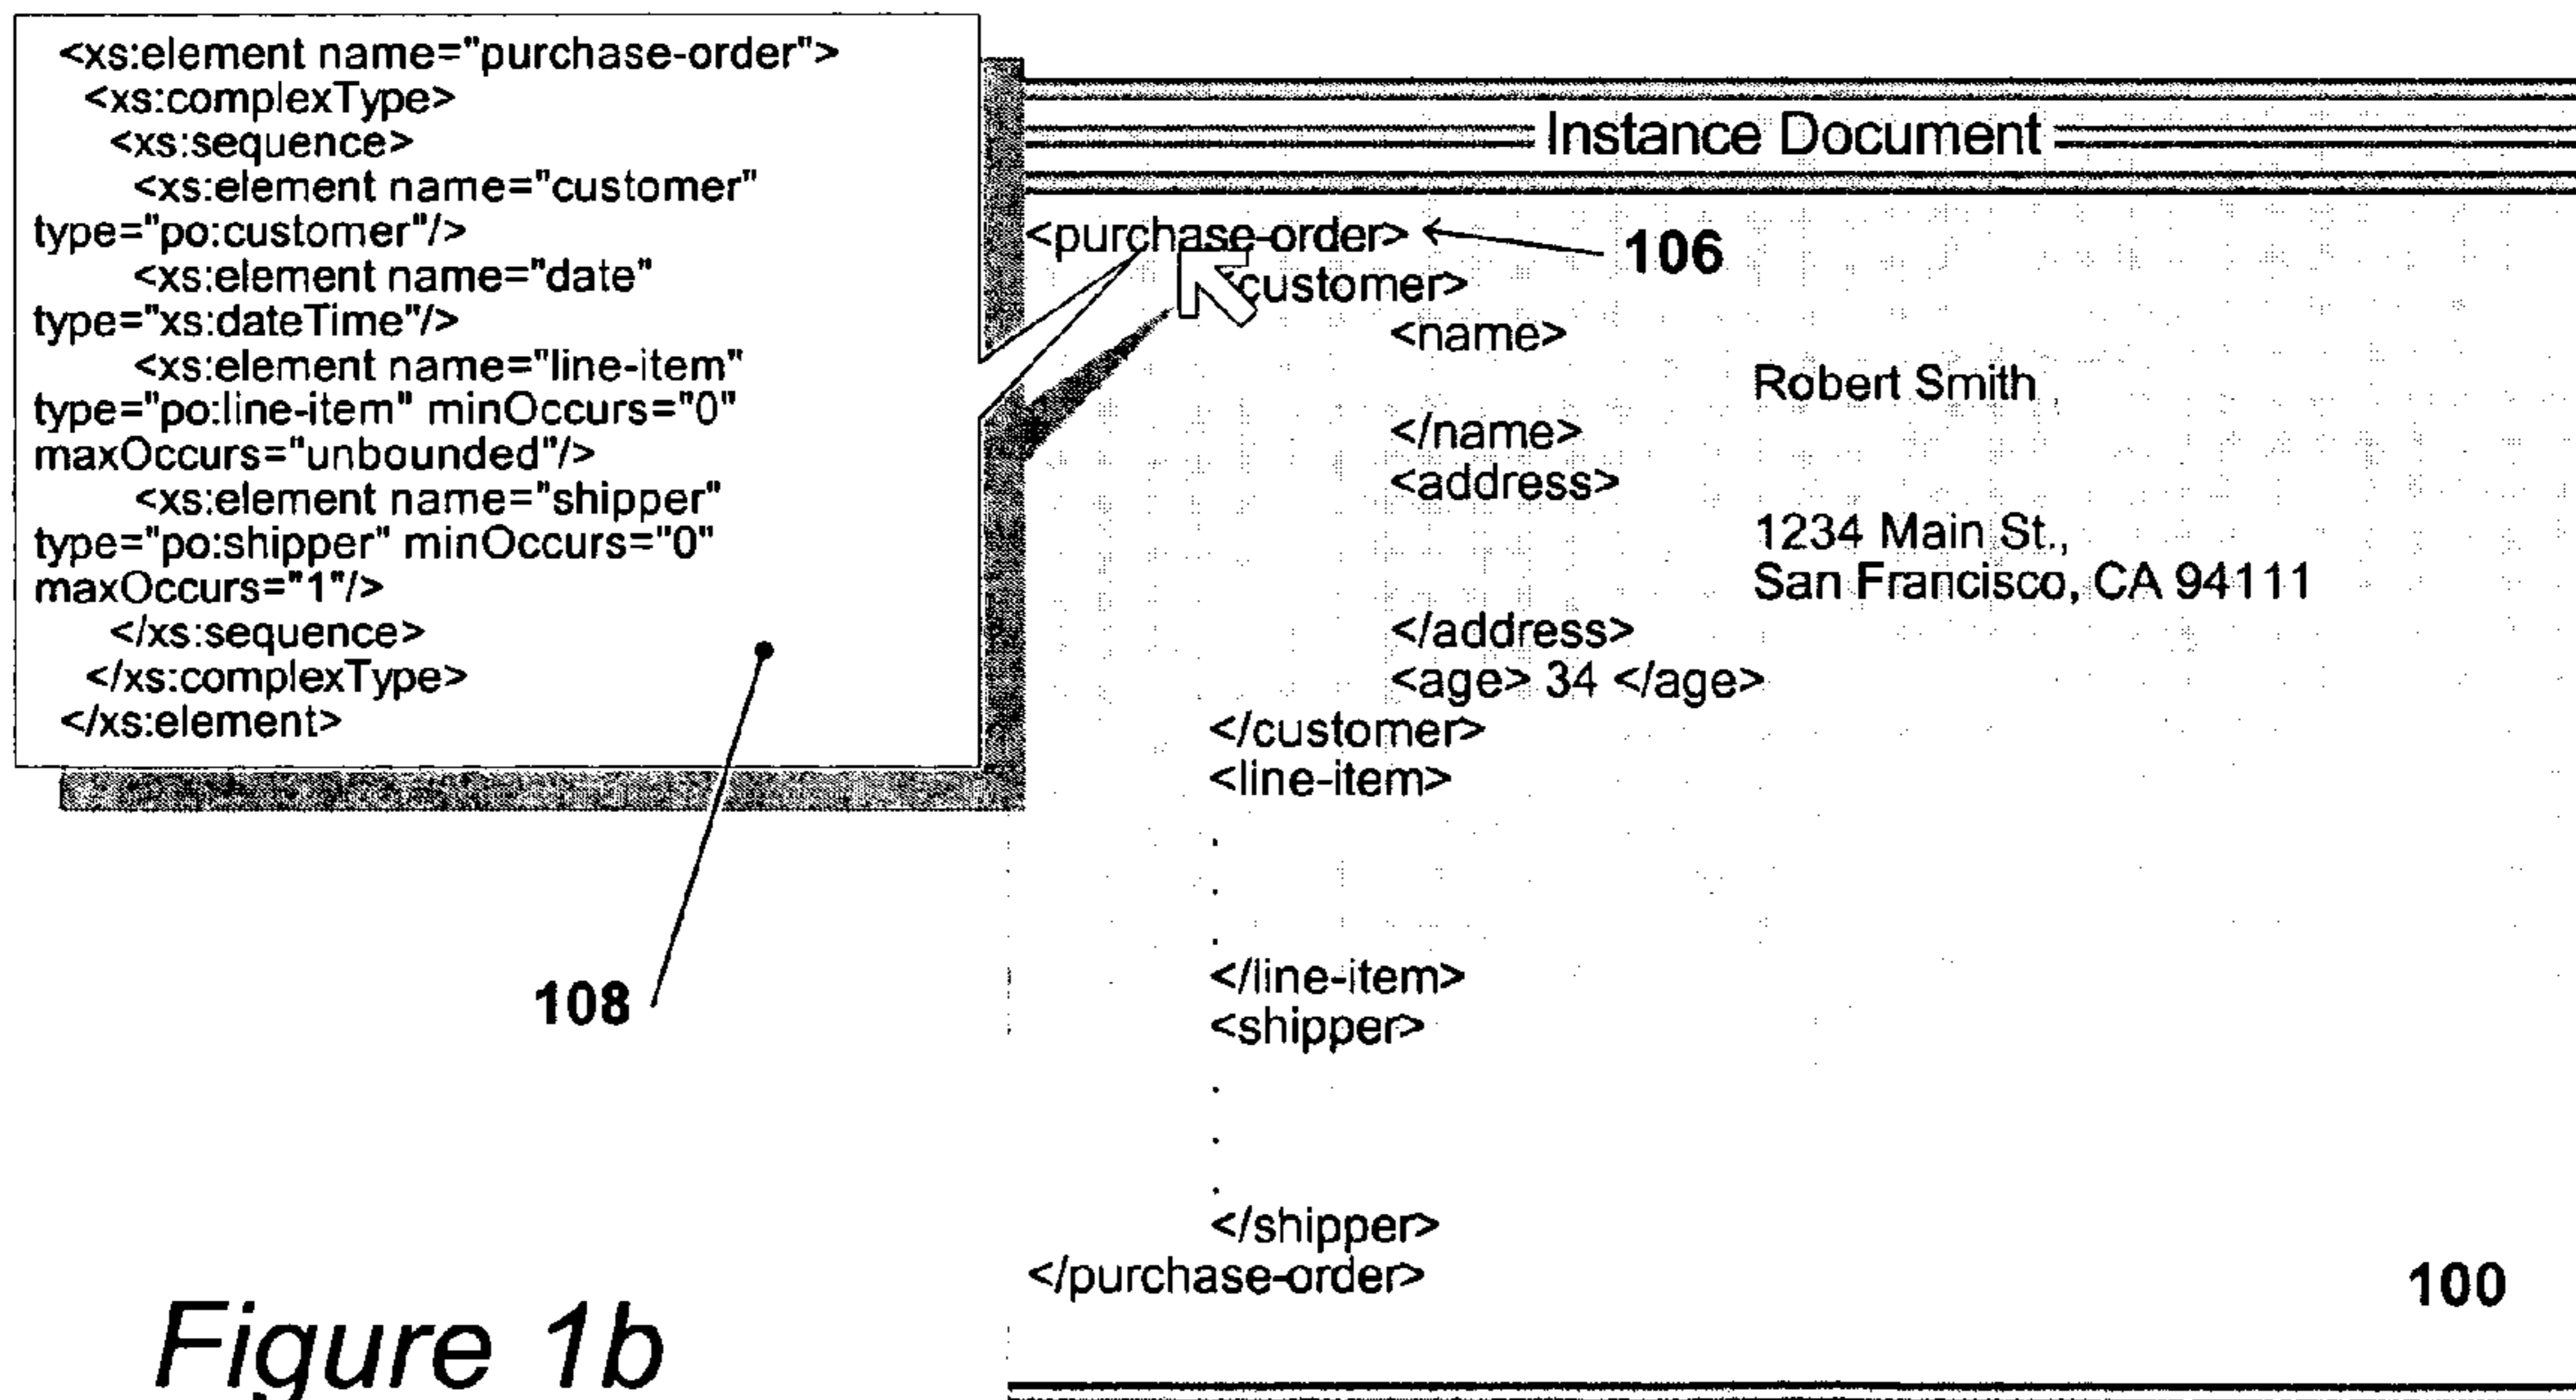 <xs:element name="purchase-order">
<xs:complexType>
<xs:sequence>
<xs:element name="customer"
type="po:customer"/>
<xs:element name="date"
type="xs:dateTime"/>
<xs:element name="line-item"
type="po:line-item" minOccurs="0"
maxOccurs="unbounded"/>
<xs:element name="shipper"
type="po:shipper" minOccurs="0"
maxOccurs="1"/>
</xs:sequence>
</xs:complexType>
</xs:element>
108
Instance Document
<purchase-order>
106
customer>
<name>
Robert Smith
</name>
<address>
1234 Main St.,
San Francisco, CA 94111
</address>
<age> 34 </age>
</customer>
<line-item>
.
.
.
</line-item>
<shipper>
.
.
.
</shipper>
</purchase-order>
100
Figure 1b